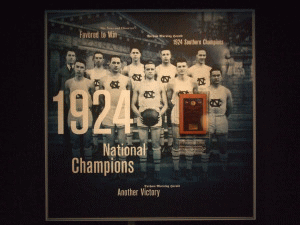 Favored to Win
1924 Southern Champions
1924
National
Champions
Another Victory